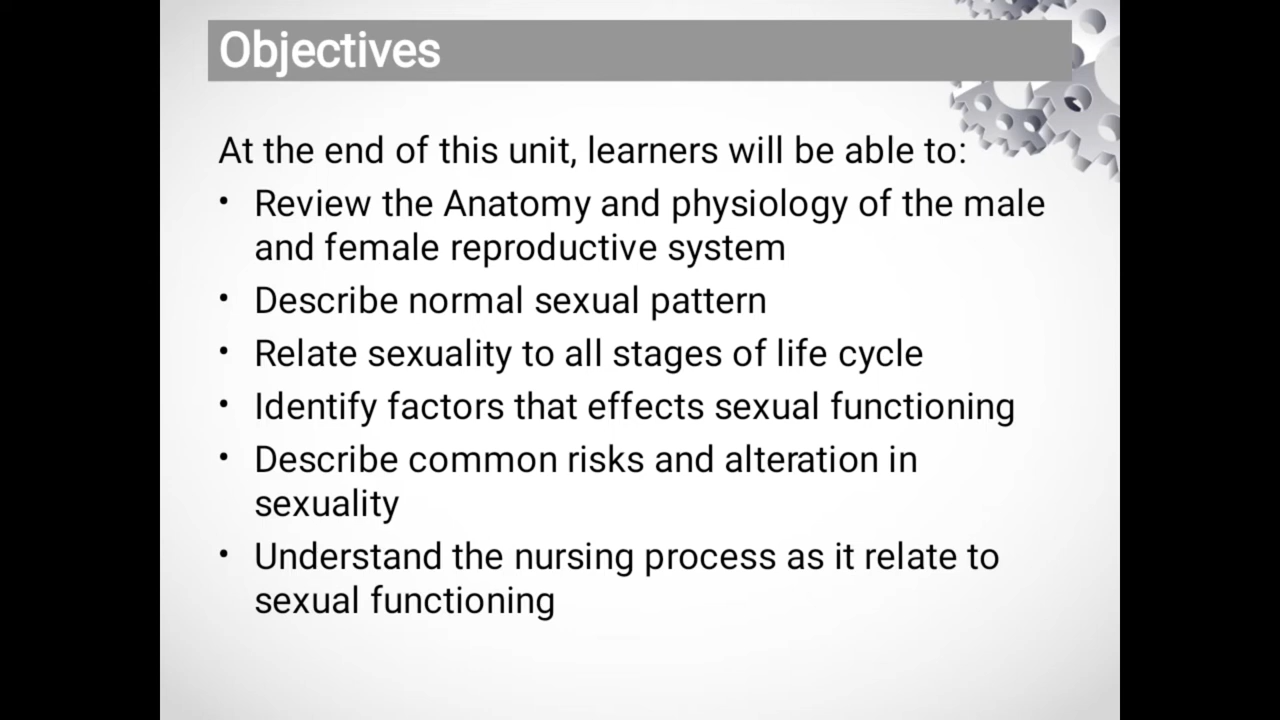 Objectives
At the end of this unit, learners will be able to:
• Review the Anatomy and physiology of the male
and female reproductive system
• Describe normal sexual pattern
• Relate sexuality to all stages of life cycle
• Identify factors that effects sexual functioning
• Describe common risks and alteration in
sexuality
• Understand the nursing process as it relate to
sexual functioning